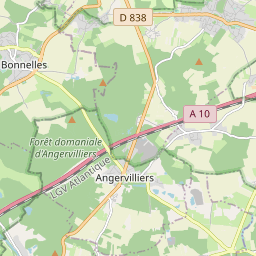 D 838
Bonnelles
A 10
Forêt domaniale
d'Angervilliers
LGV Atlantique
Angervilliers